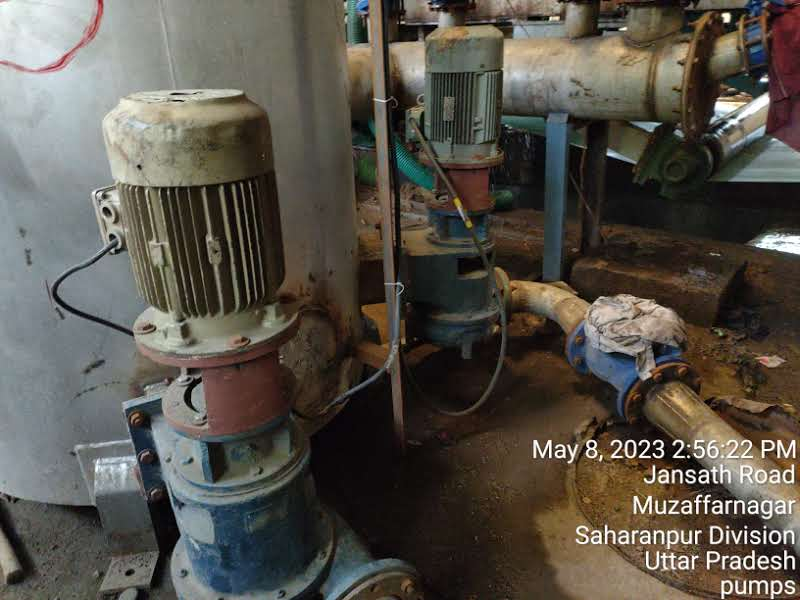 May 8, 2023 2:56:22 PM
Jansath Road
Muzaffarnagar
Saharanpur Division
Uttar Pradesh
pumps